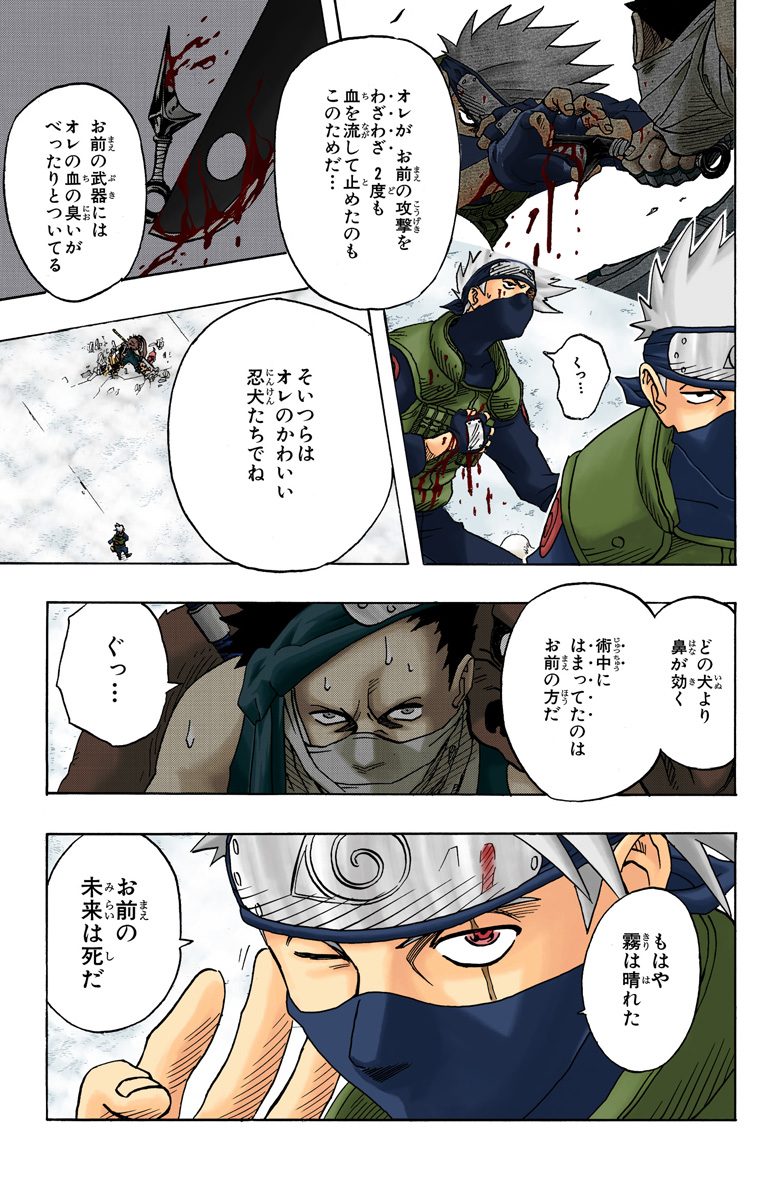 オレが お前の攻撃を
わざわざ 2度も
血を流して止めたのも
このためだ…
お前の武器には
オレの血の臭いが
べったりとついてる
くっ…
そいつらは
オレのかわいい
忍犬たちでね
どの犬より
鼻が効く
術中に
はまってたのは
お前の方だ
ぐっ…
もはや
霧は晴れた
お前の
未来は死だ